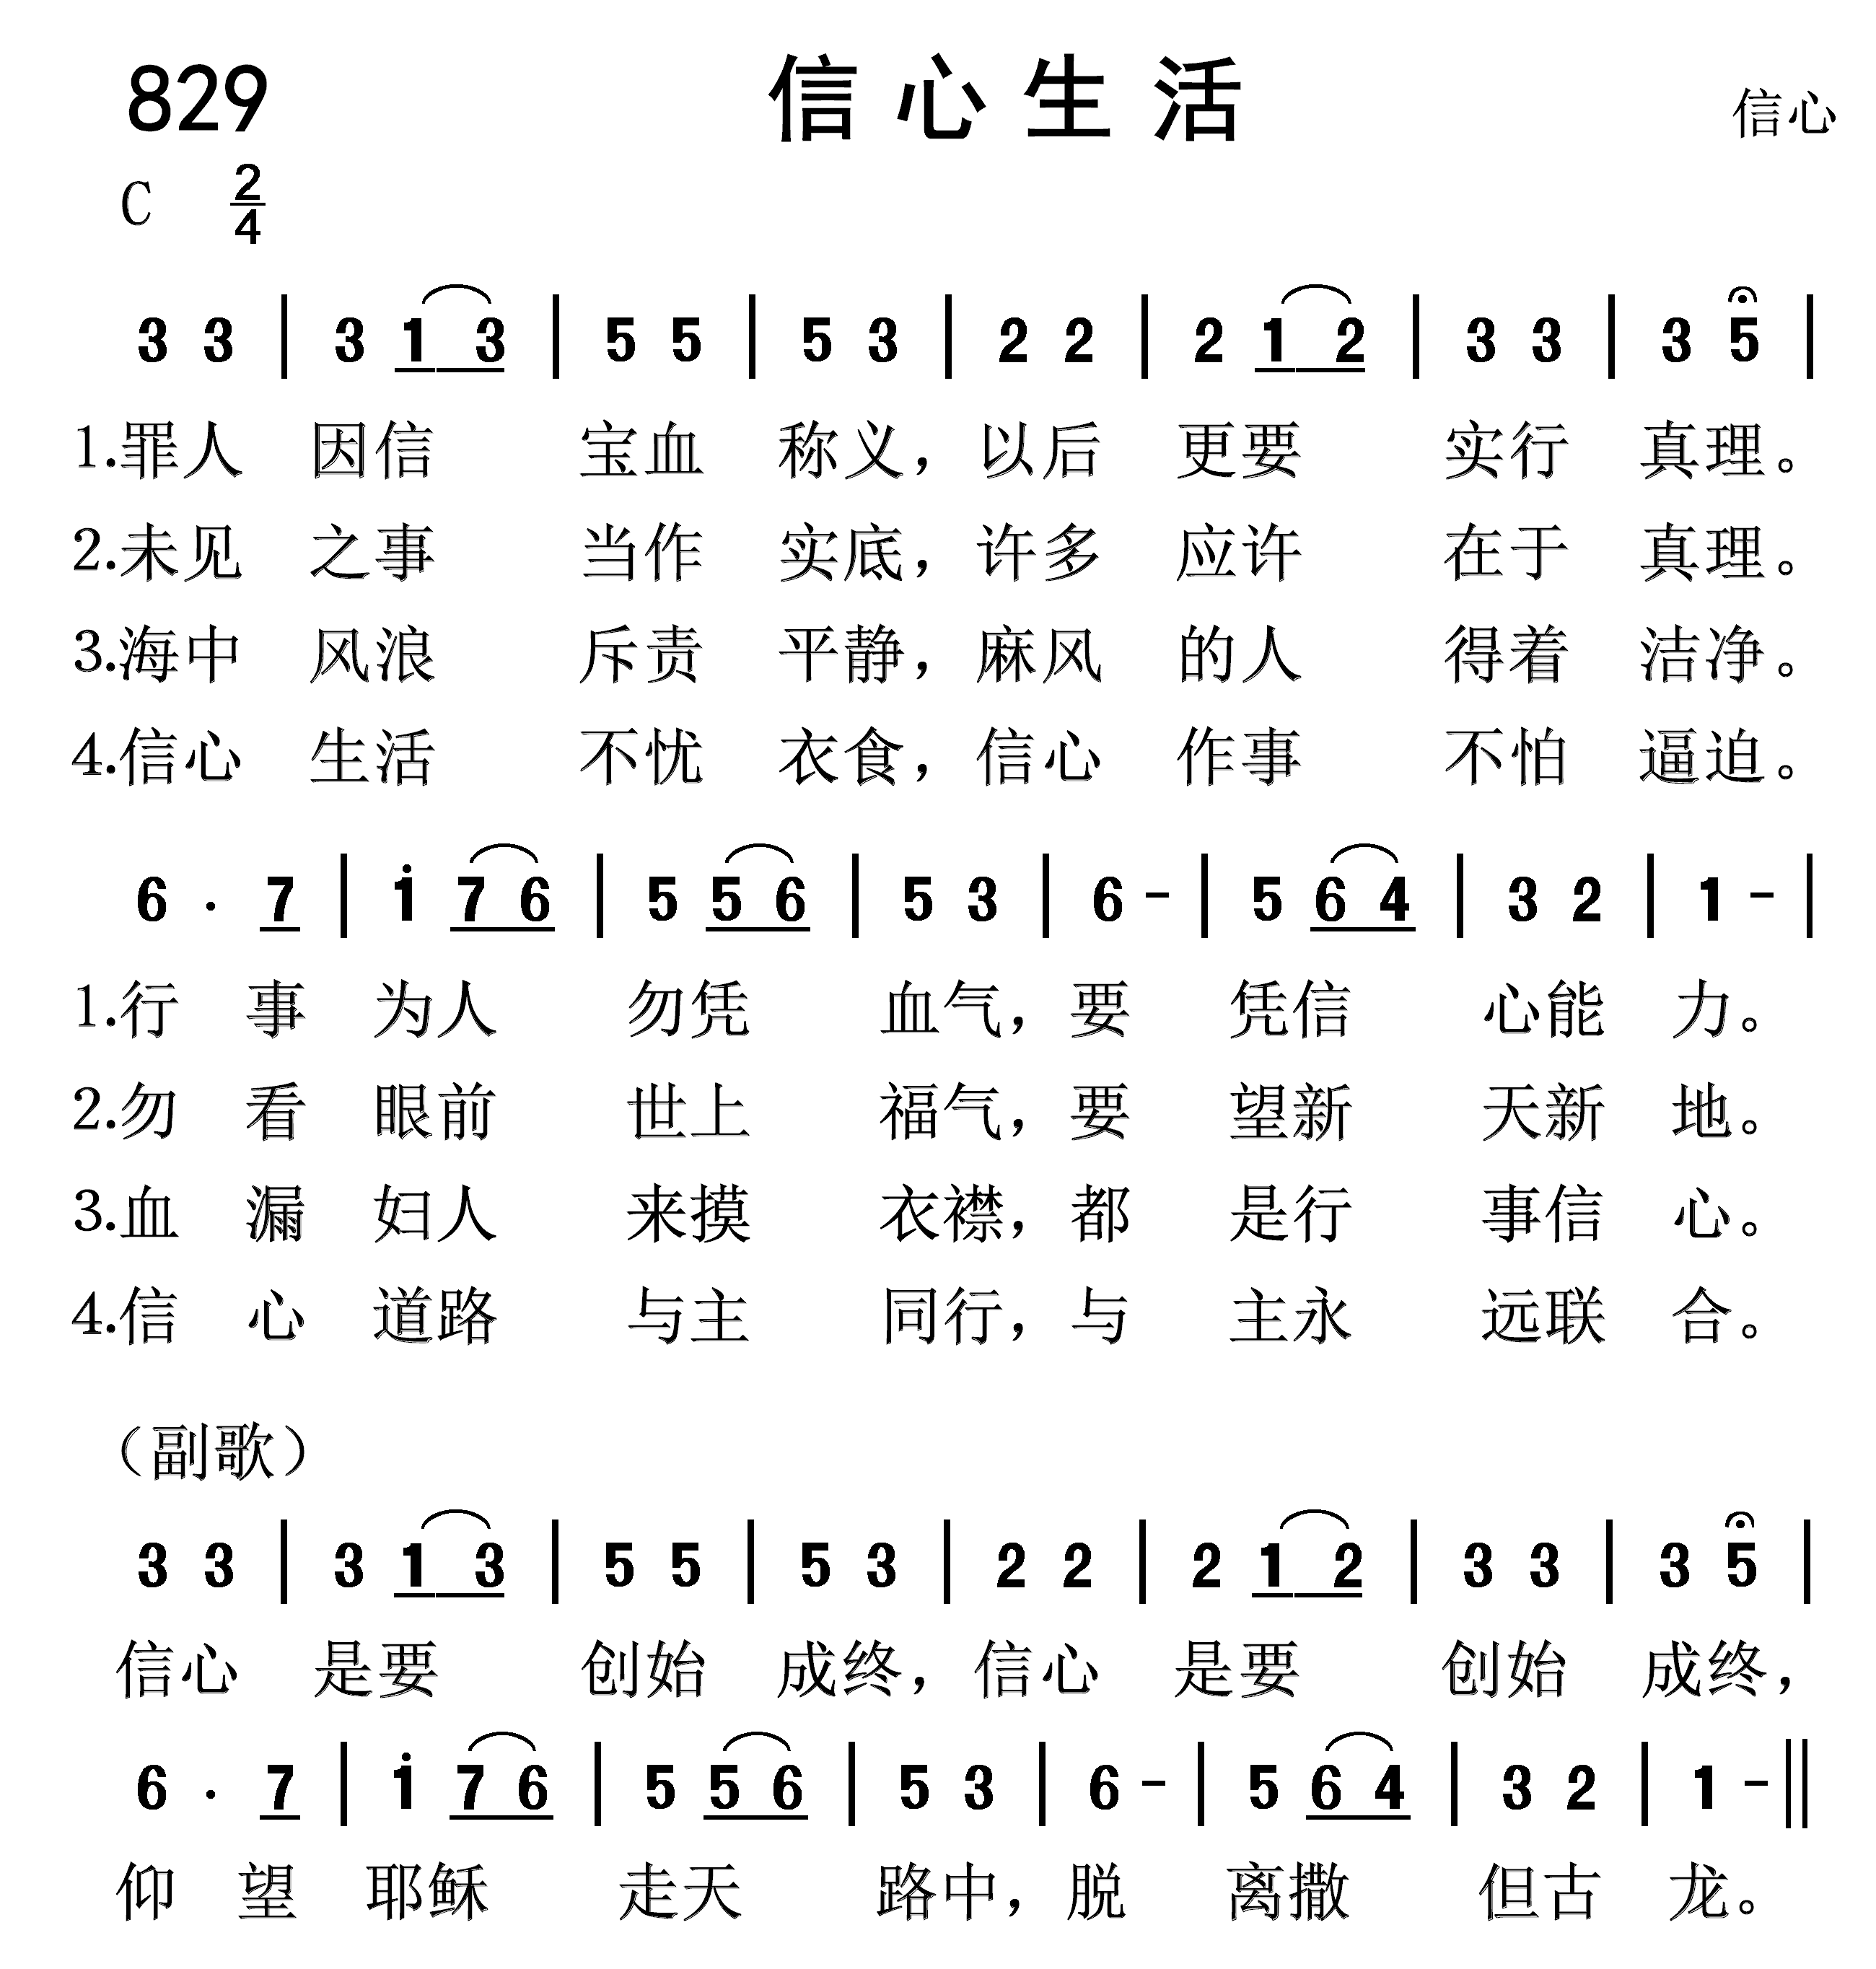 829 信心生活 信心
C 2/4
3 3 | 3 1 3 | 5 5 | 5 3 | 2 2 | 2 1 2 | 3 3 | 3 5 |
1.罪人 因信 宝血 称义，以后 更要 实行 真理。
2.未见 之事 当作 实底，许多 应许 在于 真理。
3.海中 风浪 斥责 平静，麻风 的人 得着 洁净。
4.信心 生活 不忧 衣食，信心 作事 不怕 逼迫。
6 . 7 | i 7 6 | 5 5 6 | 5 3 | 6 - | 5 6 4 | 3 2 | 1 - |
1.行 事 为人 勿凭 血气，要 凭信 心能 力。
2.勿 看 眼前 世上 福气，要 望新 天新 地。
3.血 漏 妇人 来摸 衣襟，都 是行 事信 心。
4.信 心 道路 与主 同行，与 主永 远联 合。
（副歌）
3 3 | 3 1 3 | 5 5 | 5 3 | 2 2 | 2 1 2 | 3 3 | 3 5 |
信心 是要 创始 成终，信心 是要 创始 成终，
6 . 7 | i 7 6 | 5 5 6 | 5 3 | 6 - | 5 6 4 | 3 2 | 1 - ||
仰 望 耶稣 走天 路中，脱 离撒 但古 龙。